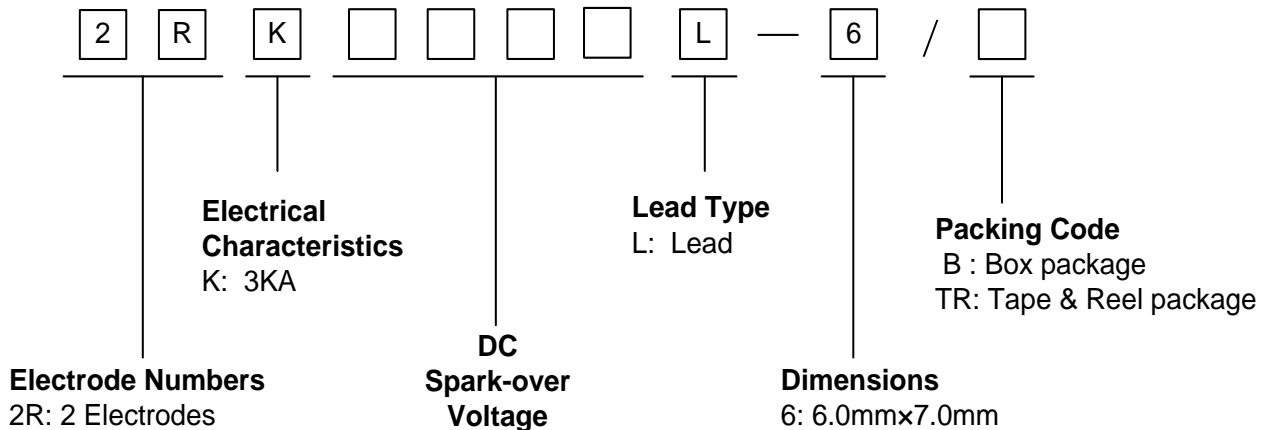 2 R K L — 6 /
Electrical
Characteristics
K: 3KA
Lead Type
L: Lead
Packing Code
B : Box package
TR: Tape & Reel package
Electrode Numbers
2R: 2 Electrodes
DC
Spark-over
Voltage
Dimensions
6: 6.0mm×7.0mm